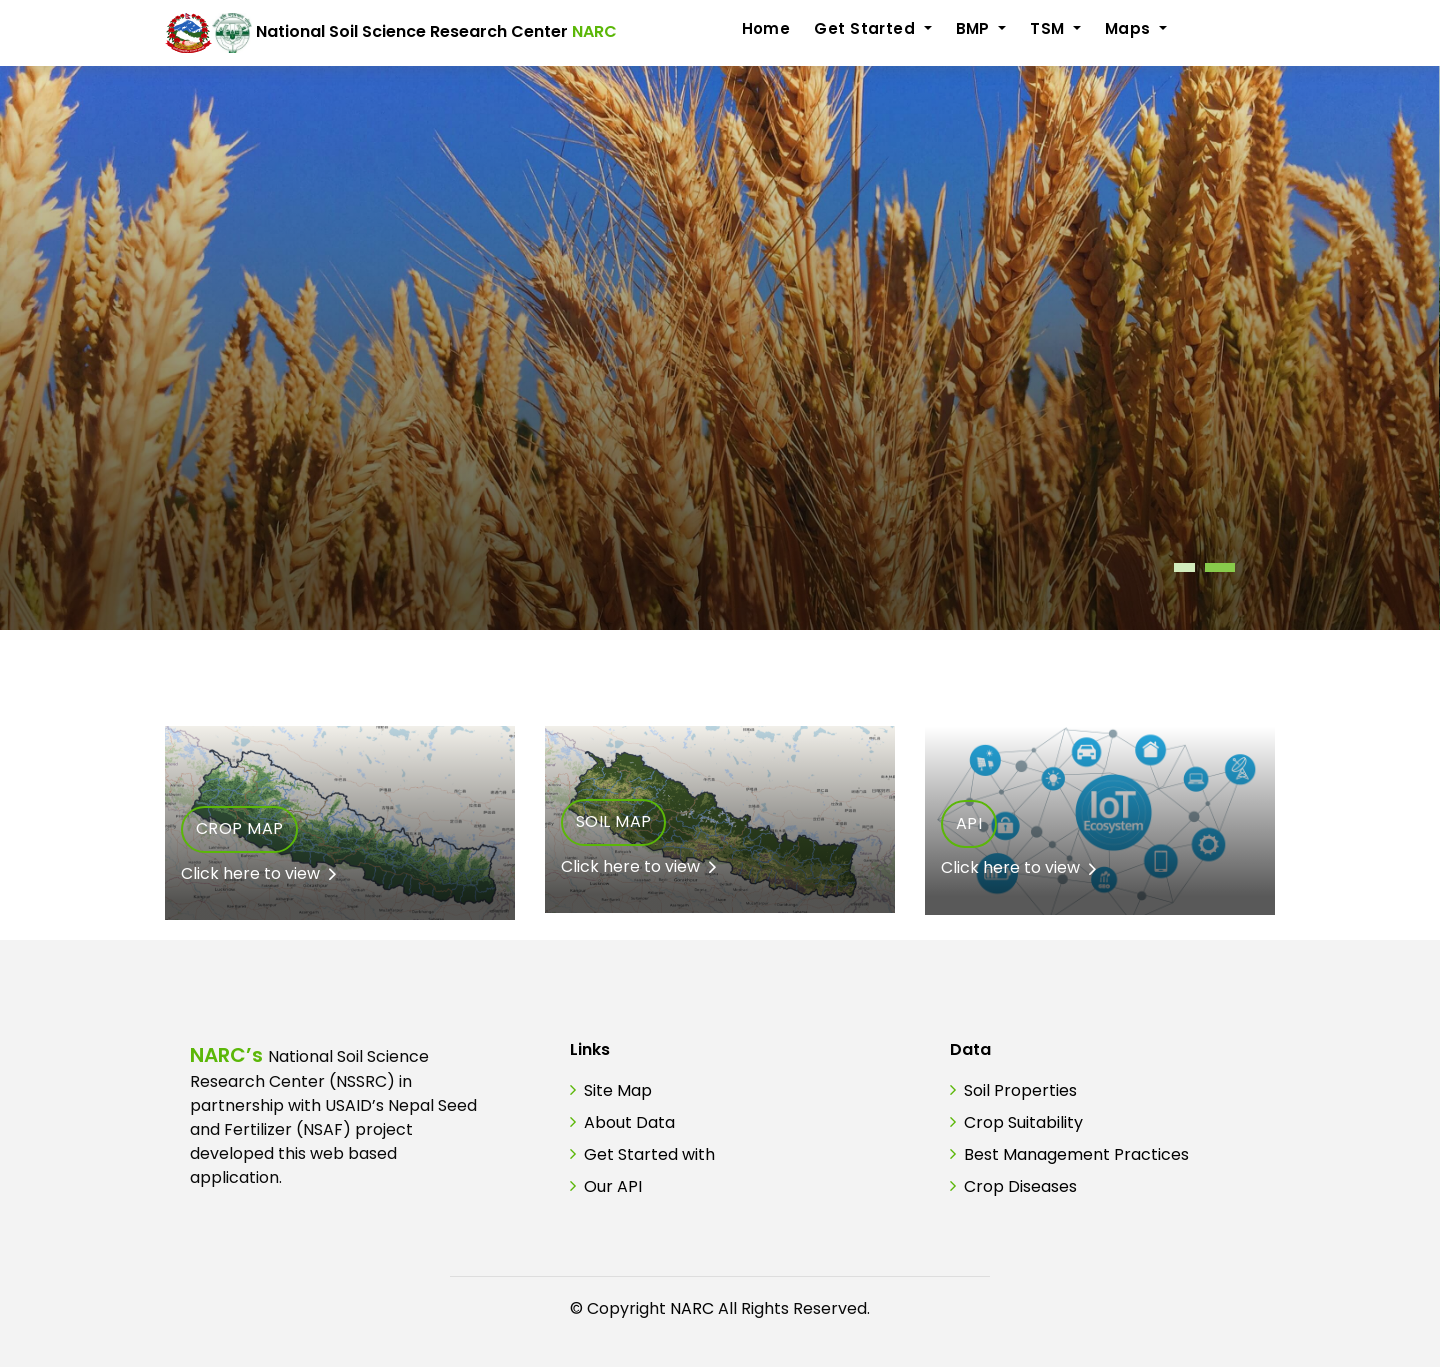 National Soil Science Research Center NARC
Home Get Started BMP TSM Maps
CROP MAP
Click here to view
SOIL MAP
Click here to view
IoT
Ecosystem
API
Click here to view
NARC’s National Soil Science
Research Center (NSSRC) in
partnership with USAID’s Nepal Seed
and Fertilizer (NSAF) project
developed this web based
application.
Links
Site Map
About Data
Get Started with
Our API
Data
Soil Properties
Crop Suitability
Best Management Practices
Crop Diseases
© Copyright NARC All Rights Reserved.